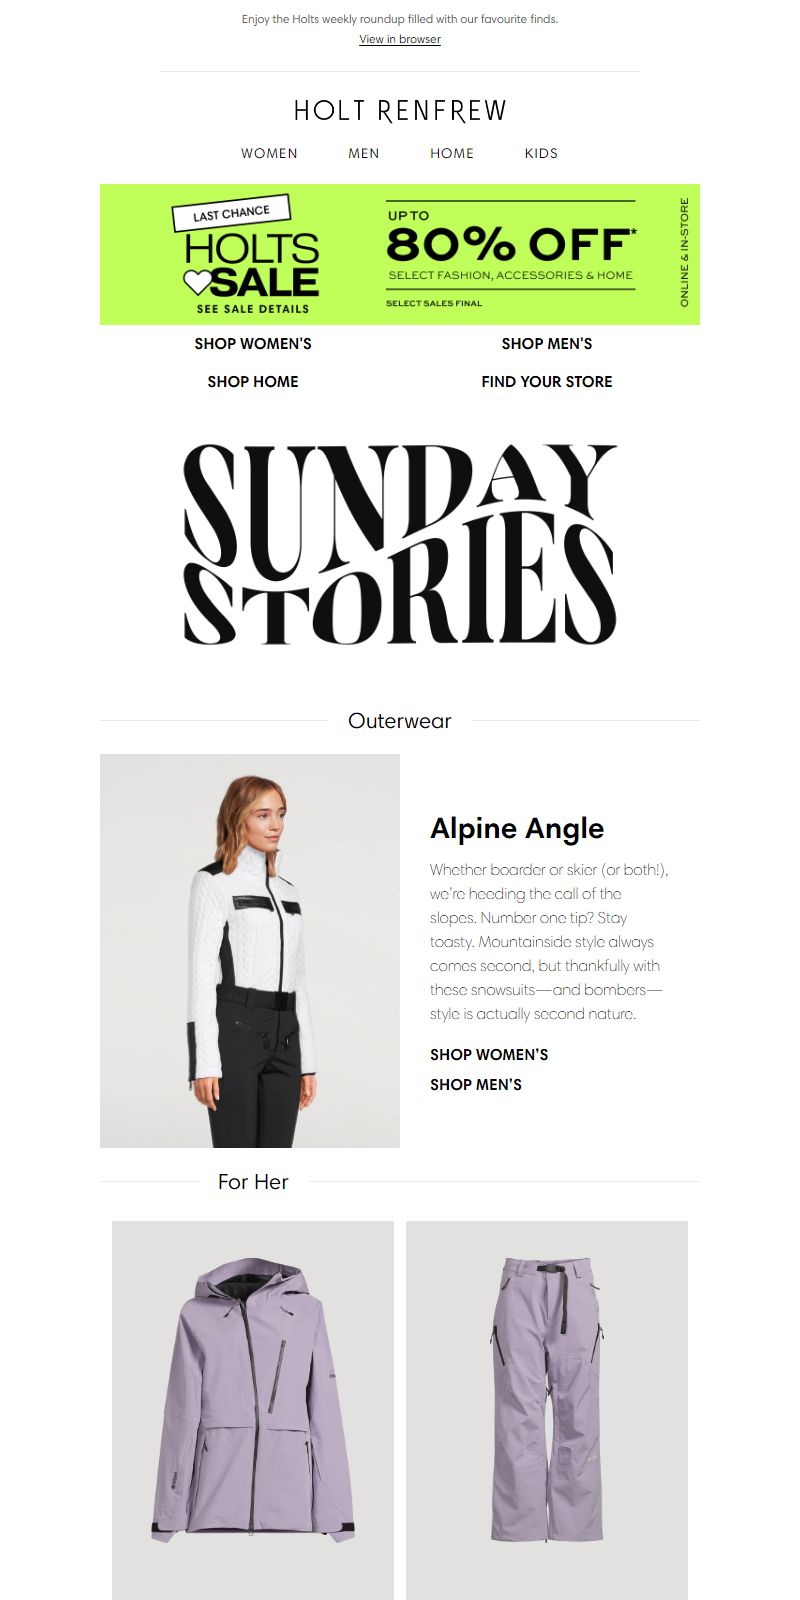 Enjoy the Holts weekly roundup filled with our favourite finds.
View in browser
HOLT RENFREW
WOMEN MEN HOME KIDS
LAST CHANCE
HOLTS
SALE
SEE SALE DETAILS
UP TO
80% OFF*
SELECT FASHION, ACCESSORIES & HOME
SELECT SALES FINAL
ONLINE & IN-STORE
SHOP WOMEN'S SHOP MEN'S
SHOP HOME FIND YOUR STORE
SUNDAY
STORIES
Outerwear
Alpine Angle
Whether boarder or skier (or both!),
we're heeding the call of the
slopes. Number one tip? Stay
toasty. Mountainside style always
comes second, but thankfully with
these snowsuits—and bombers—
style is actually second nature.
SHOP WOMEN'S
SHOP MEN'S
For Her